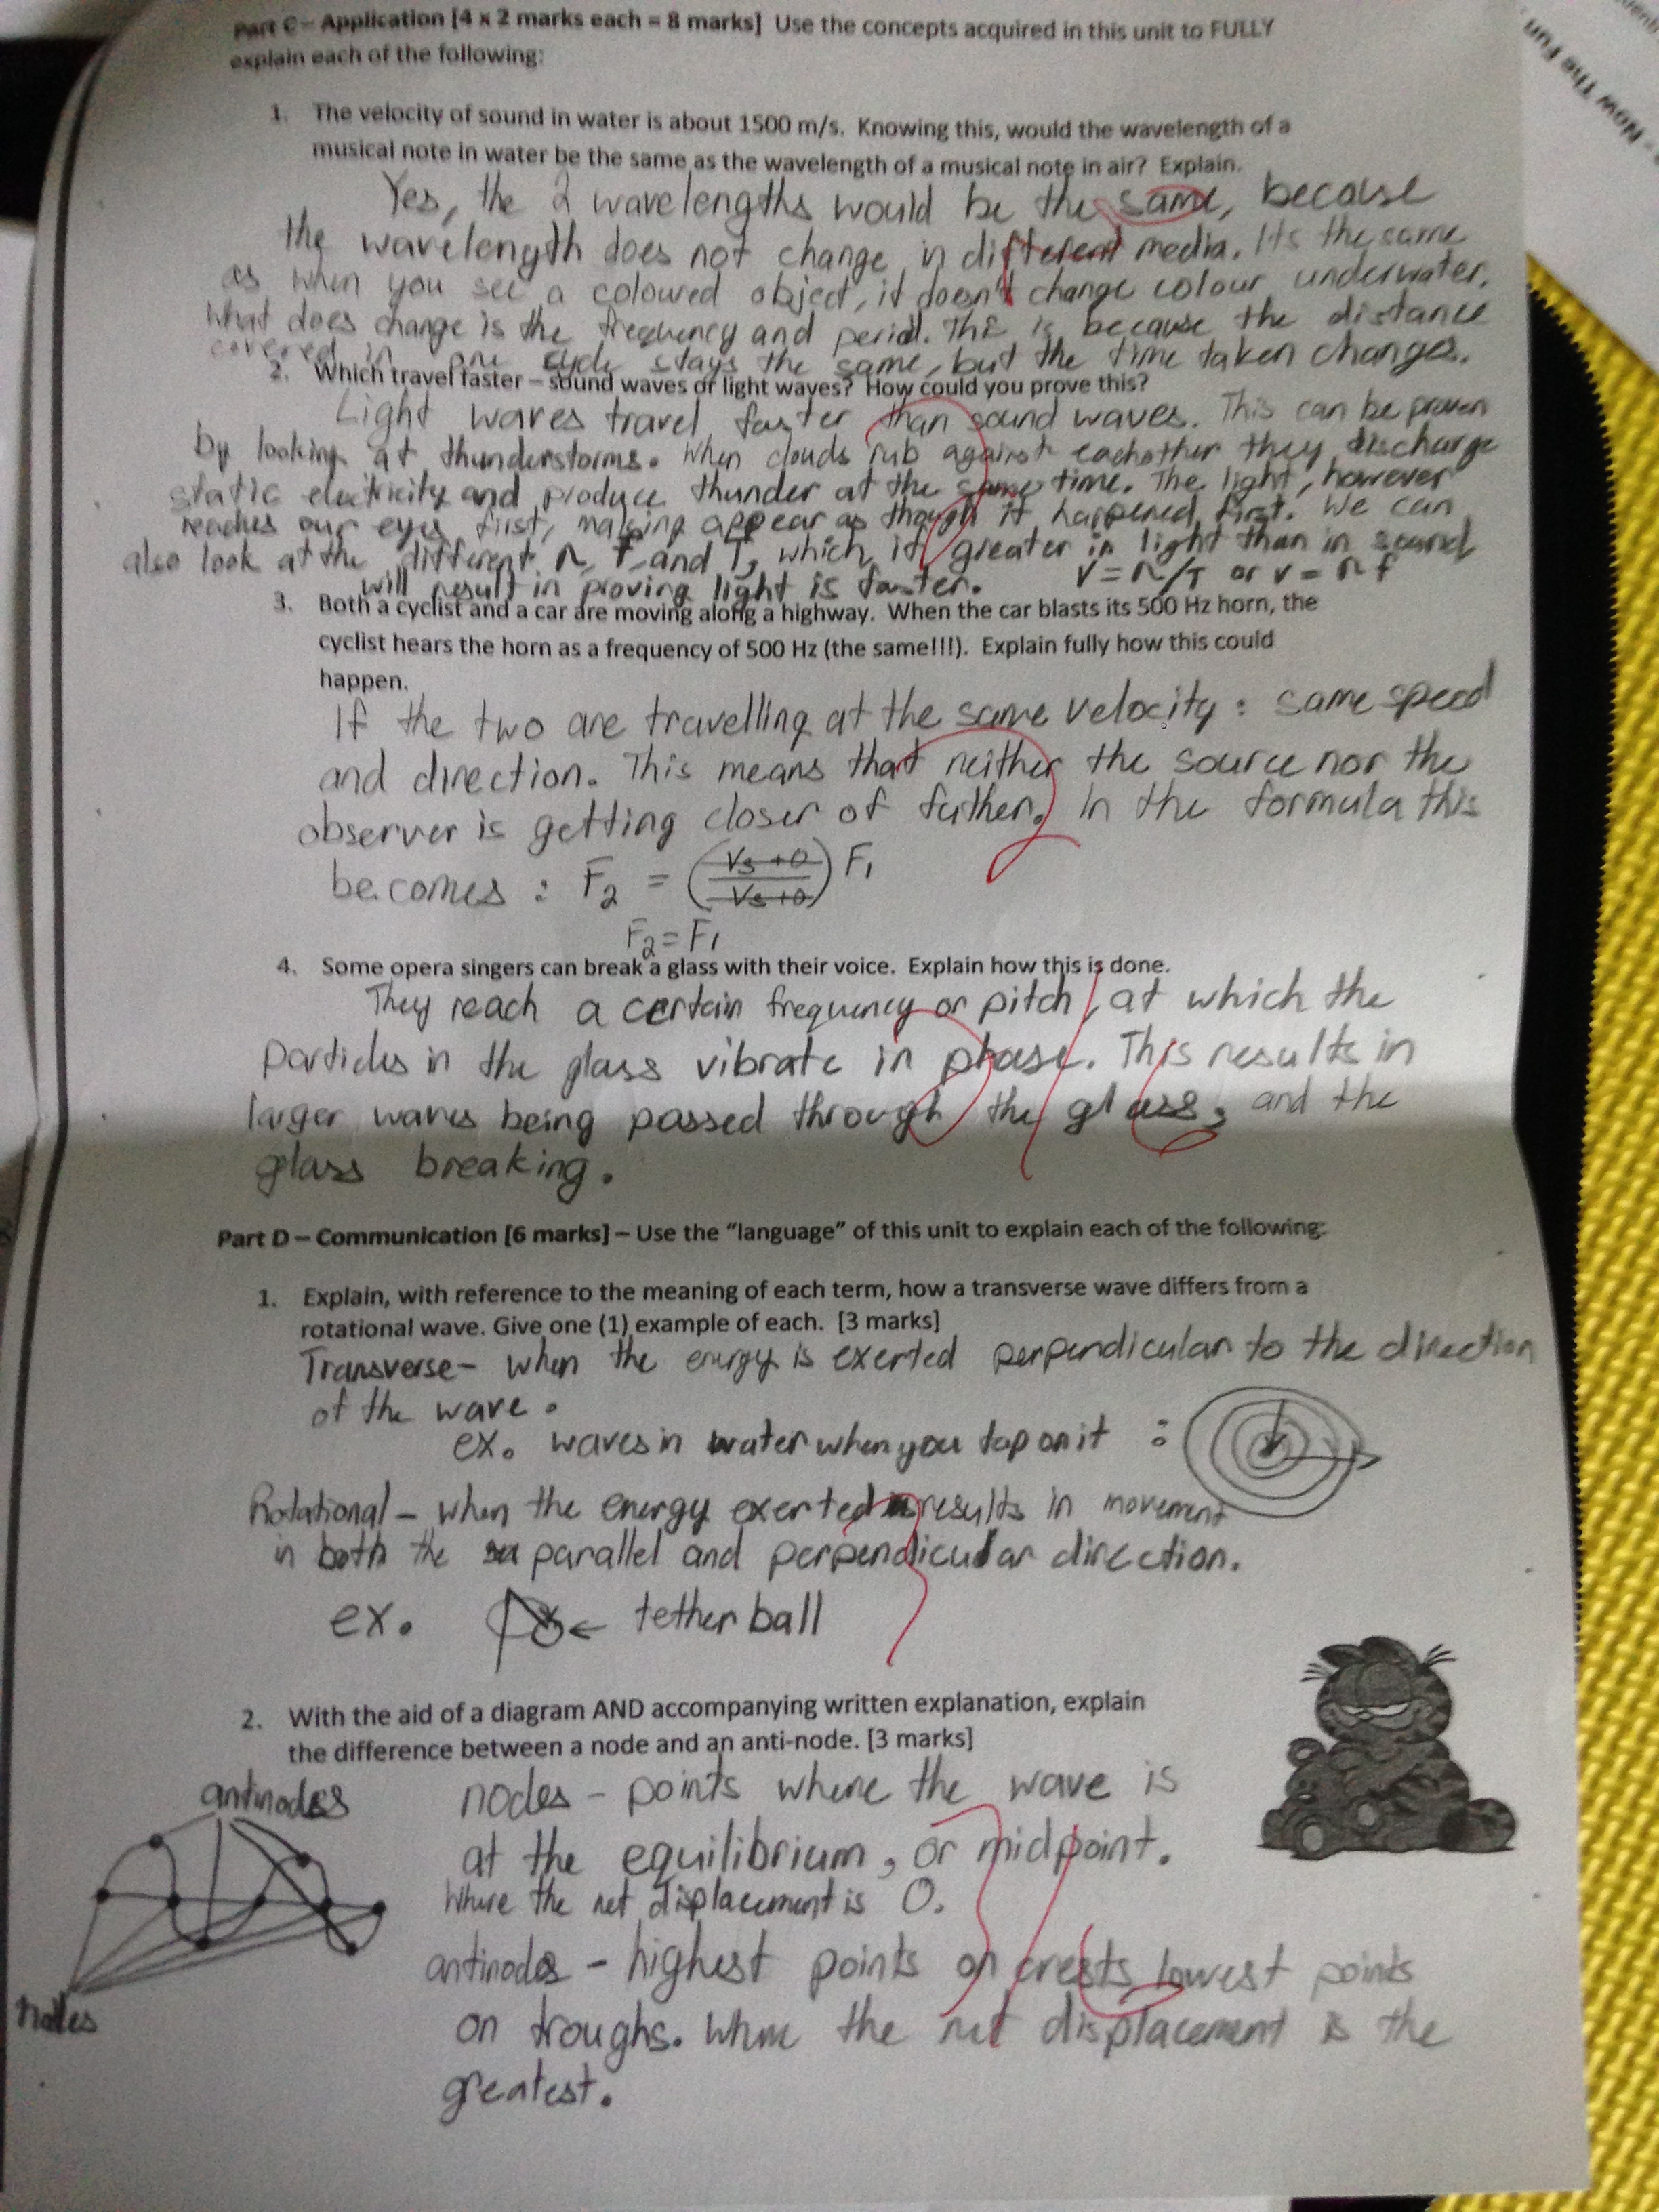 Part C – Application [4 x 2 marks each = 8 marks] Use the concepts acquired in this unit to FULLY
explain each of the following:
1. The velocity of sound in water is about 1500 m/s. Knowing this, would the wavelength of a
musical note in water be the same as the wavelength of a musical note in air? Explain.
Yes, the 2 wavelengths would be the same, because
the wavelength does not change in different media. Its the same
as when you see a coloured object, it doesn't change colour underwater.
What does change is the frequency and period. This is because the distance
covered in one cycle stays the same, but the time taken changes.
2. Which travel faster – sound waves or light waves? How could you prove this?
Light waves travel faster than sound waves. This can be proven
by looking at thunderstorms. When clouds rub against eachother they discharge
static electricity and produce thunder at the same time. The light, however
reaches our eyes first, making appear as though it happened first. We can
also look at the different λ, f, and T, which if greater in light than in sound,
will result in proving light is faster. v = λ/T or v = λf
3. Both a cyclist and a car are moving along a highway. When the car blasts its 500 Hz horn, the
cyclist hears the horn as a frequency of 500 Hz (the same!!!). Explain fully how this could
happen.
If the two are travelling at the same velocity: same speed
and direction. This means that neither the source nor the
observer is getting closer of futher. In the formula this
becomes : F2 = (Vs+0 / Vs+0) F1
F2 = F1
4. Some opera singers can break a glass with their voice. Explain how this is done.
They reach a certain frequency or pitch, at which the
particles in the glass vibrate in phase. This results in
larger waves being passed through the glass, and the
glass breaking.
Part D – Communication [6 marks] – Use the “language” of this unit to explain each of the following:
1. Explain, with reference to the meaning of each term, how a transverse wave differs from a
rotational wave. Give one (1) example of each. [3 marks]
Transverse- when the energy is exerted perpendicular to the direction
of the wave.
ex. waves in water when you tap on it :
Rotational - when the energy exerted results in movement
in both the parallel and perpendicular direction.
ex. ← tether ball
2. With the aid of a diagram AND accompanying written explanation, explain
the difference between a node and an anti-node. [3 marks]
antinodes
nodes - points where the wave is
at the equilibrium, or midpoint.
Where the net displacement is 0.
antinodes - highest points on crests lowest points
nodes
on troughs. Whre the net displacement is the
greatest.